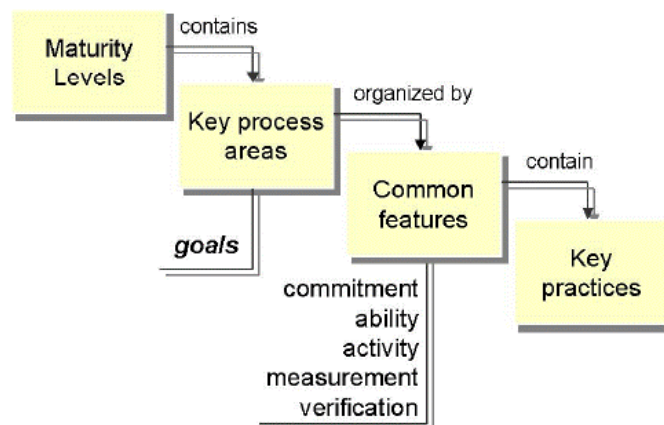 Maturity
Levels
contains
Key process
areas
organized by
Common
features
contain
Key
practices
goals
commitment
ability
activity
measurement
verification